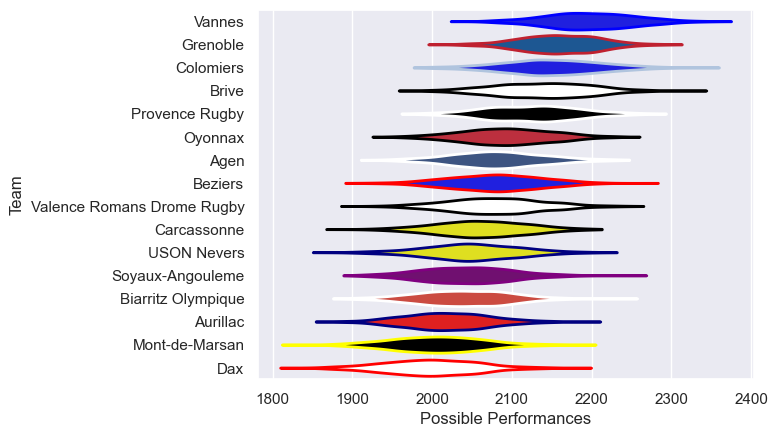 Team
Vannes
Grenoble
Colomiers
Brive
Provence Rugby
Oyonnax
Agen
Beziers
Valence Romans Drome Rugby
Carcassonne
USON Nevers
Soyaux-Angouleme
Biarritz Olympique
Aurillac
Mont-de-Marsan
Dax
1800 1900 2000 2100 2200 2300 2400
Possible Performances